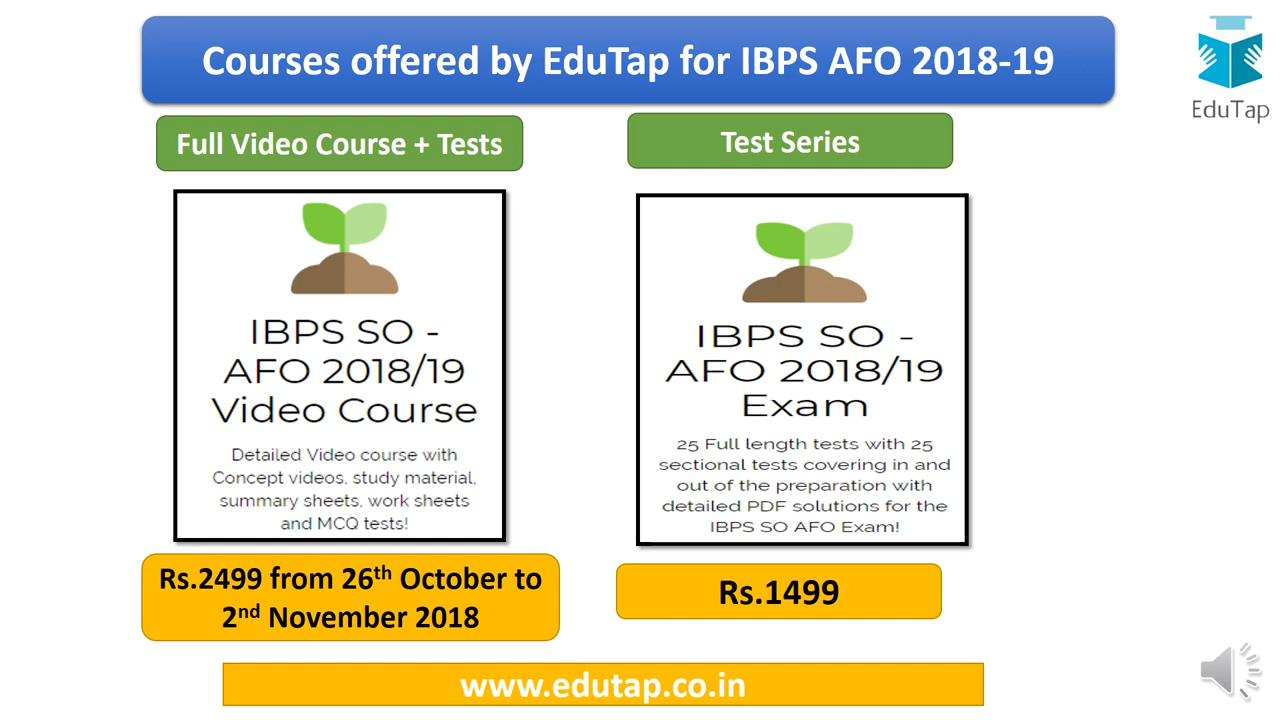 Courses offered by EduTap for IBPS AFO 2018-19
EduTap
Full Video Course + Tests
IBPS SO -
AFO 2018/19
Video Course
Detailed Video course with
Concept videos, study material,
summary sheets, work sheets
and MCQ tests!
Rs.2499 from 26th October to
2nd November 2018
Test Series
IBPS SO -
AFO 2018/19
Exam
25 Full length tests with 25
sectional tests covering in and
out of the preparation with
detailed PDF solutions for the
IBPS SO AFO Exam!
Rs.1499
www.edutap.co.in